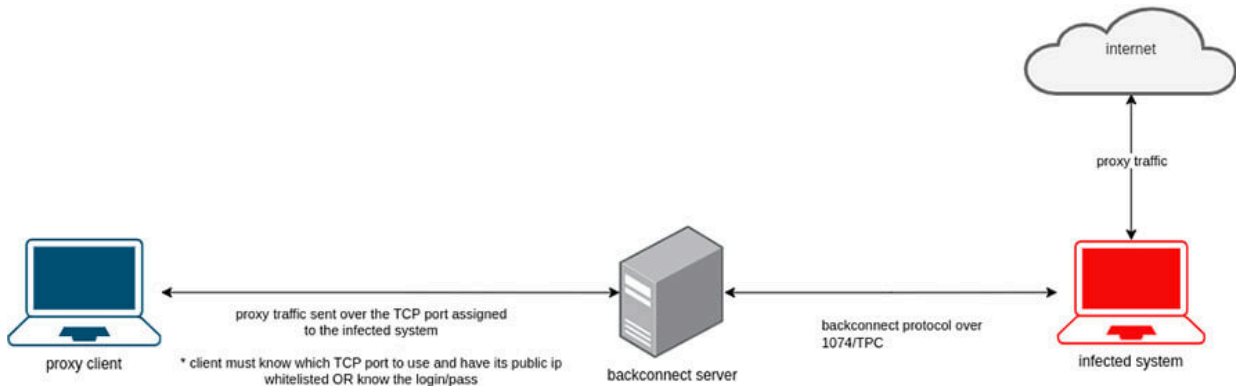 internet
proxy traffic
proxy traffic sent over the TCP port assigned
to the infected system
* client must know which TCP port to use and have its public ip
whitelisted OR know the login/pass
backconnect protocol over
1074/TPC
proxy client
backconnect server
infected system